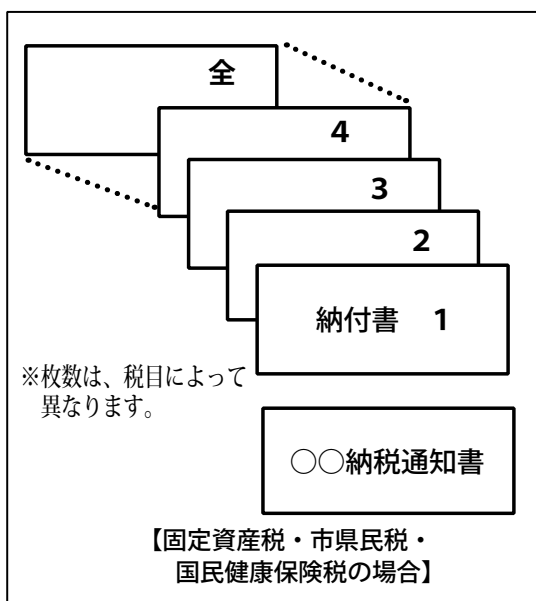 全
4
3
2
納付書 1
※枚数は、税目によって
異なります。
○○納税通知書
【固定資産税・市県民税・
国民健康保険税の場合】